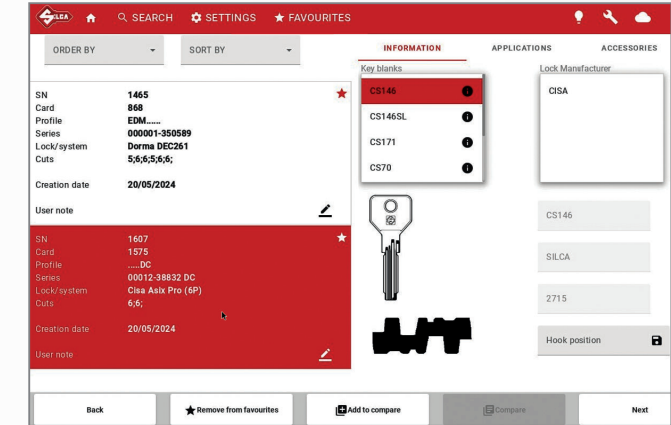 SILCA SEARCH SETTINGS FAVOURITES
ORDER BY SORT BY
INFORMATION APPLICATIONS ACCESSORIES
Key blanks Lock Manufacturer
SN 1465
Card 868
Profile EDM......
Series 000001-350589
Lock/system Dorma DEC261
Cuts 5;6;6;5;6;6;
Creation date 20/05/2024
User note
SN 1607
Card 1575
Profile .....DC
Series 00012-38832 DC
Lock/system Cisa Asix Pro (6P)
Cuts 6;6;
Creation date 20/05/2024
User note
CS146
CS146SL
CS171
CS70
CISA
CS146
SILCA
2715
Hook position
Back Remove from favourites Add to compare Compare Next